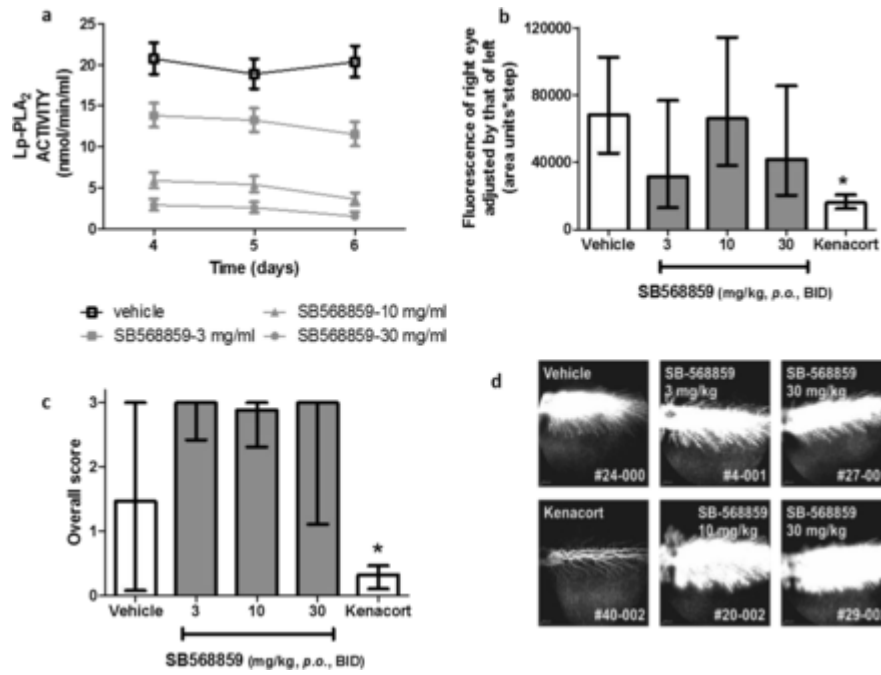 a
25
20
15
10
5
0
Lp-PLA2
ACTIVITY
(nmol/min/ml)
4 5 6
Time (days)
vehicle
SB568859-10 mg/ml
SB568859-3 mg/ml
SB568859-30 mg/ml
b
120000
80000
40000
0
Fluorescence of right eye
adjusted by that of left
(area units*step)
*
Vehicle 3 10 30 Kenacort
SB568859 (mg/kg, p.o., BID)
c
3
2
1
0
Overall score
*
Vehicle 3 10 30 Kenacort
SB568859 (mg/kg, p.o., BID)
d
Vehicle
#24-000
SB-568859
3 mg/kg
#4-001
SB-568859
30 mg/kg
#27-00
Kenacort
#40-002
SB-568859
10 mg/kg
#20-002
SB-568859
30 mg/kg
#29-00